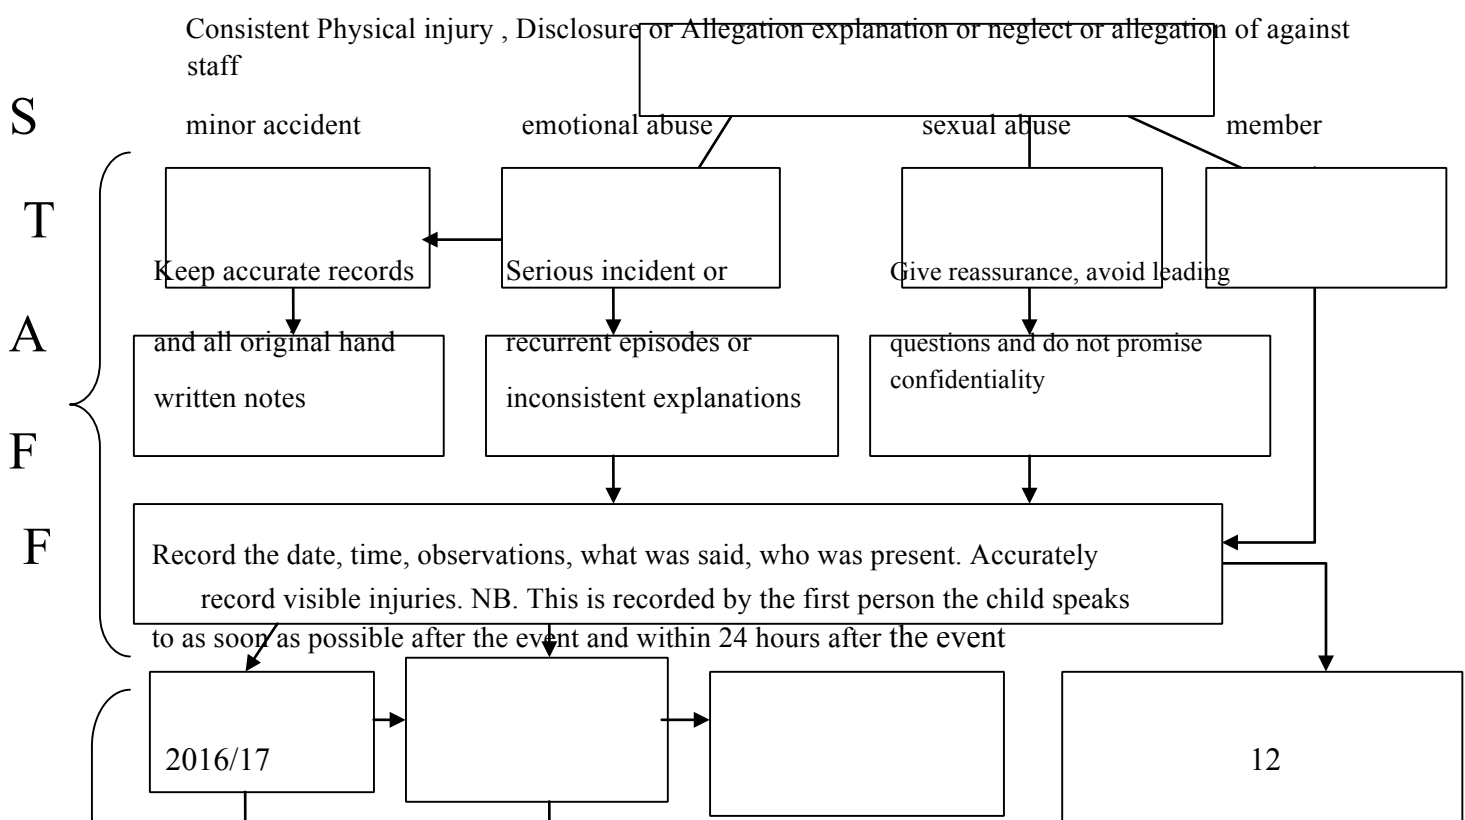 Consistent Physical injury , Disclosure or Allegation explanation or neglect or allegation of against
staff
S
minor accident emotional abuse sexual abuse member
T
Keep accurate records Serious incident or Give reassurance, avoid leading
A
and all original hand recurrent episodes or questions and do not promise
confidentiality
written notes inconsistent explanations
F
F
Record the date, time, observations, what was said, who was present. Accurately
record visible injuries. NB. This is recorded by the first person the child speaks
to as soon as possible after the event and within 24 hours after the event
2016/17 12